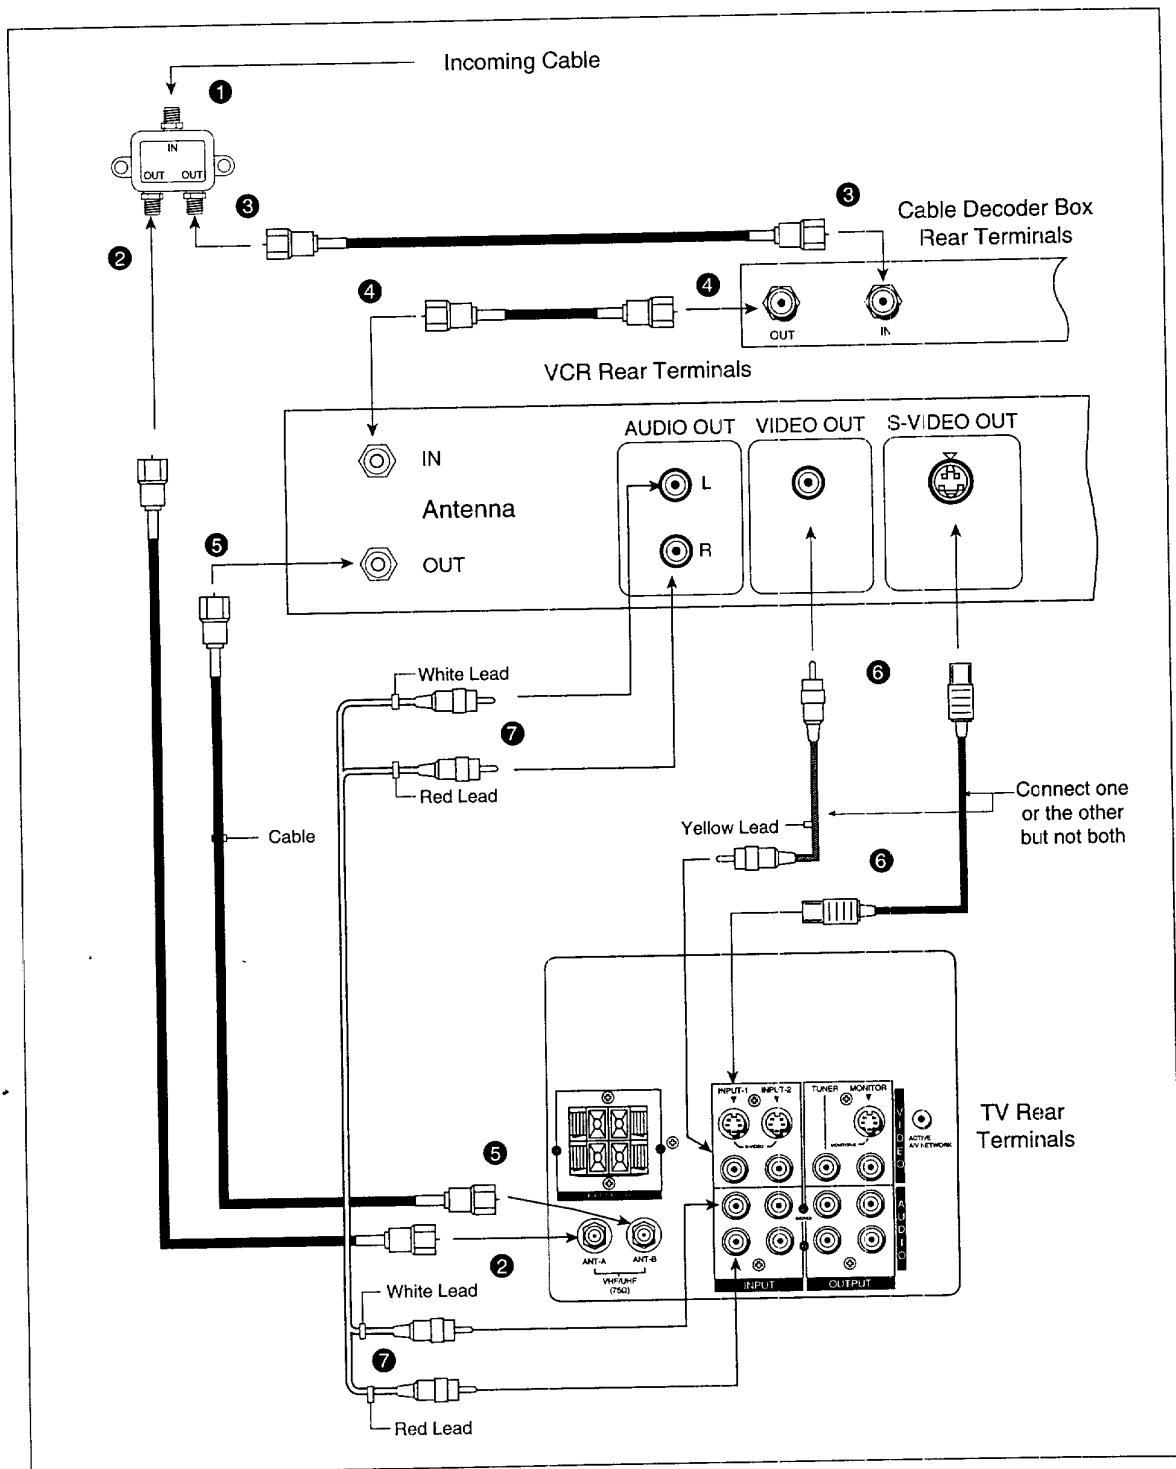 Incoming Cable
1
IN
OUT OUT
3
3
2
Cable Decoder Box
Rear Terminals
4
4
OUT
IN
VCR Rear Terminals
AUDIO OUT
VIDEO OUT
S-VIDEO OUT
IN
L
Antenna
R
5
OUT
White Lead
6
7
Red Lead
Connect one
or the other
but not both
Yellow Lead
Cable
6
INPUT-1
INPUT-2
TUNER
MONITOR
VIDEO
TV Rear
Terminals
ACTIVE
A/V NETWORK
S-VIDEO
5
AUDIO
ANT-A
ANT-B
2
VHF/UHF
(75Ω)
INPUT
OUTPUT
White Lead
7
Red Lead